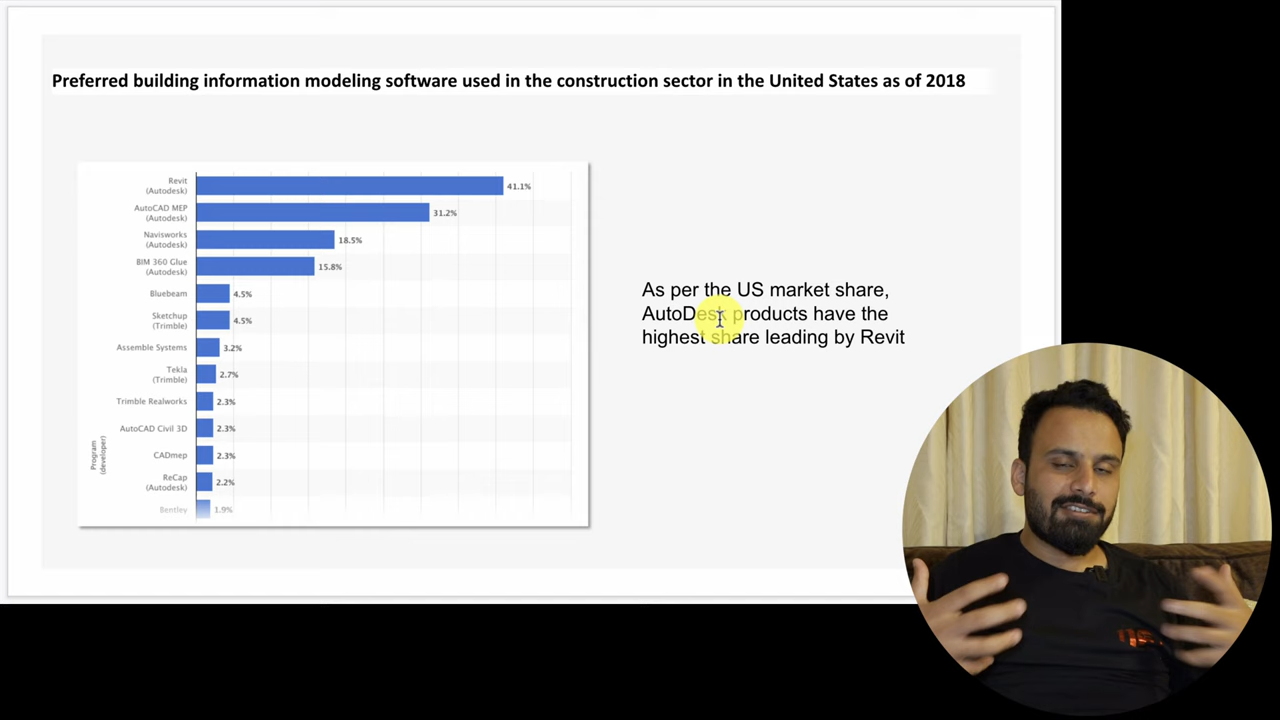 Preferred building information modeling software used in the construction sector in the United States as of 2018
Revit
(Autodesk)
41.1%
AutoCAD MEP
(Autodesk)
31.2%
Navisworks
(Autodesk)
18.5%
BIM 360 Glue
(Autodesk)
15.8%
Bluebeam
4.5%
Sketchup
(Trimble)
4.5%
Assemble Systems
3.2%
Tekla
(Trimble)
2.7%
Trimble Realworks
2.3%
AutoCAD Civil 3D
2.3%
CADmep
2.3%
ReCap
(Autodesk)
2.2%
Bentley
1.9%
Program
(developer)
As per the US market share,
AutoDesk products have the
highest share leading by Revit